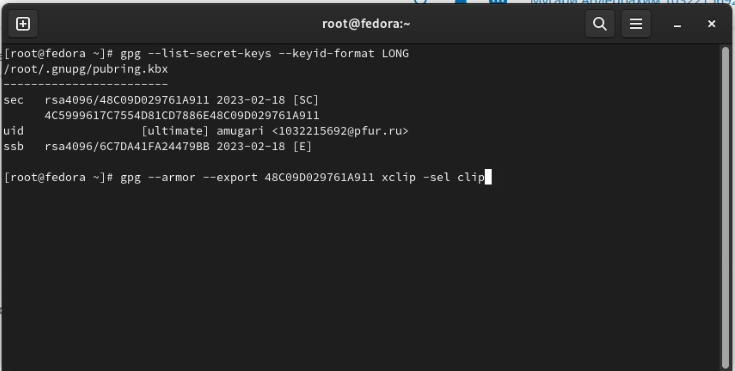 root@fedora:~
[root@fedora ~]# gpg --list-secret-keys --keyid-format LONG
/root/.gnupg/pubring.kbx
------------------------
sec   rsa4096/48C09D029761A911 2023-02-18 [SC]
      4C5999617C7554D81CD7886E48C09D029761A911
uid                 [ultimate] amugari <1032215692@pfur.ru>
ssb   rsa4096/6C7DA41FA24479BB 2023-02-18 [E]
[root@fedora ~]# gpg --armor --export 48C09D029761A911 xclip -sel clip